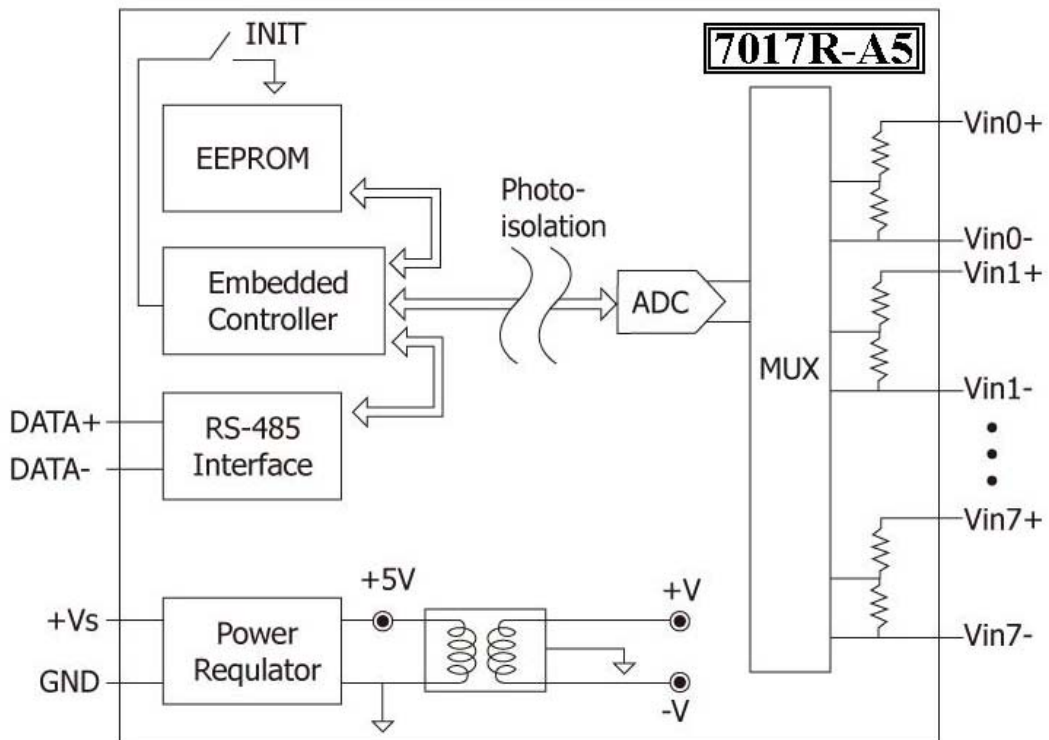 INIT
7017R-A5
EEPROM
Photo-
isolation
Embedded
Controller
ADC
MUX
RS-485
Interface
DATA+
DATA-
Vin0+
Vin0-
Vin1+
Vin1-
Vin7+
Vin7-
+Vs
GND
Power
Requlator
+5V
+V
-V